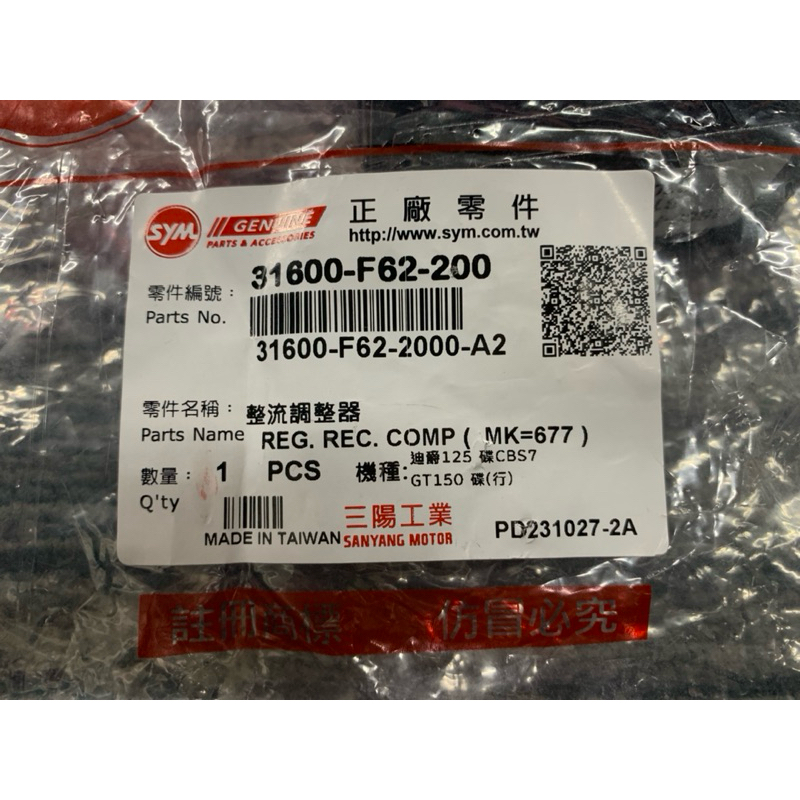 SYM GENUINE PARTS & ACCESSORIES
正廠零件
http://www.sym.com.tw
零件編號：
Parts No.
31600-F62-200
31600-F62-2000-A2
零件名稱：整流調整器
Parts Name REG. REC. COMP ( MK=677 )
數量：1 PCS
Q'ty
機種:迪爵125 碟CBS7
GT150 碟(行)
三陽工業
MADE IN TAIWAN SANYANG MOTOR
PD231027-2A
註冊商標 仿冒必究